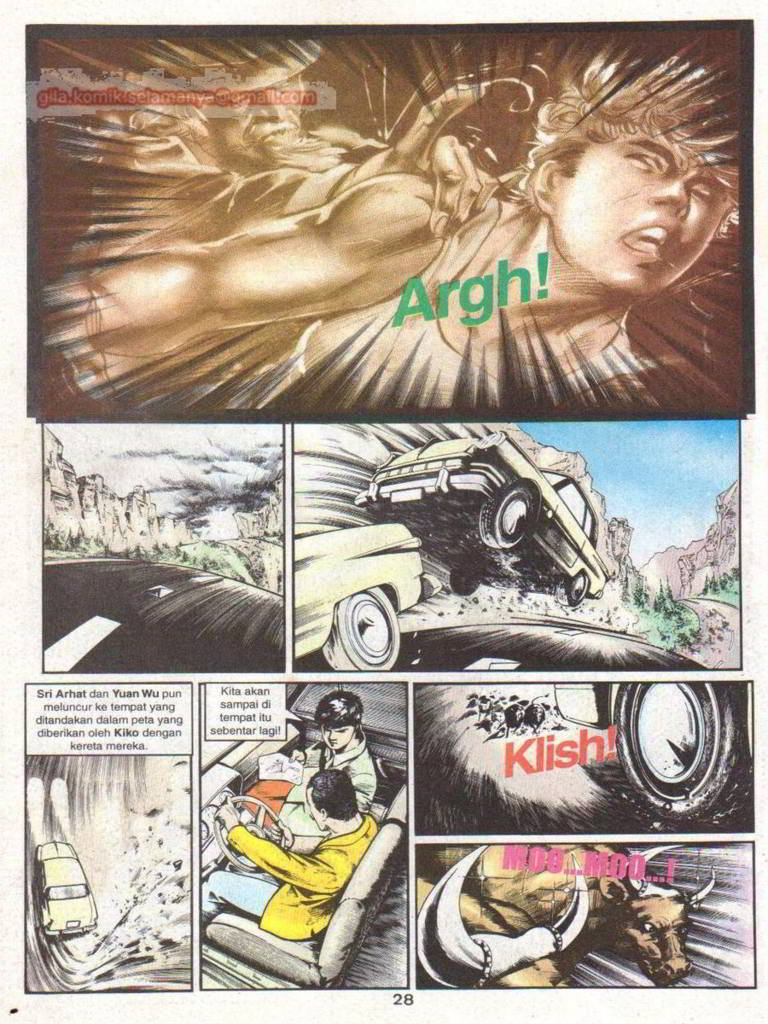 gila.komik.selamanya@gmail.com
Argh!
Sri Arhat dan Yuan Wu pun
meluncur ke tempat yang
ditandakan dalam peta yang
diberikan oleh Kiko dengan
kereta mereka.
Kita akan
sampai di
tempat itu
sebentar lagi!
Klish!
MOO...MOO...!
28